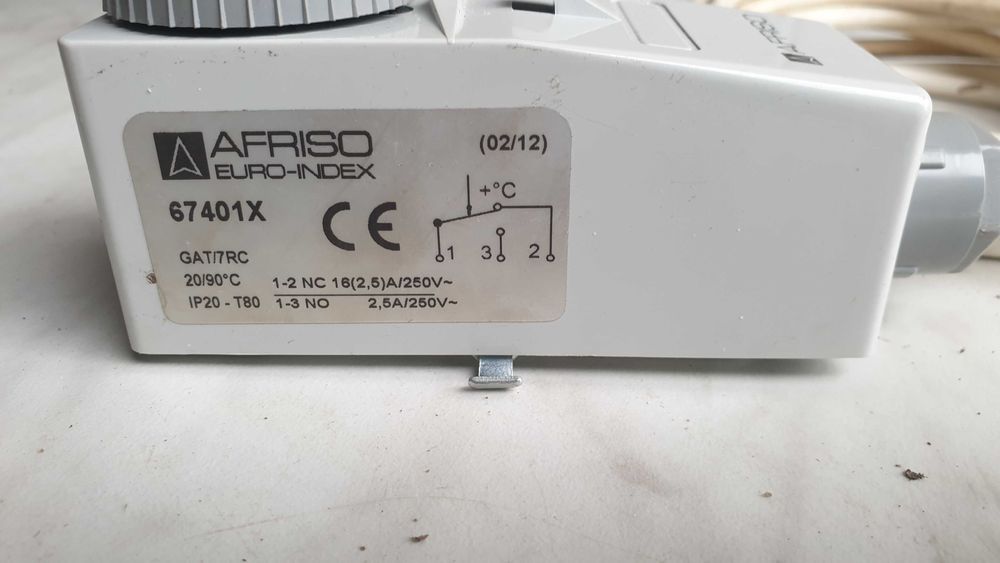 AFRISO
AFRISO
EURO-INDEX
(02/12)
67401X
CE
+°C
1 3 2
GAT/7RC
20/90°C
IP20 - T80
1-2 NC 16(2,5)A/250V~
1-3 NO 2,5A/250V~